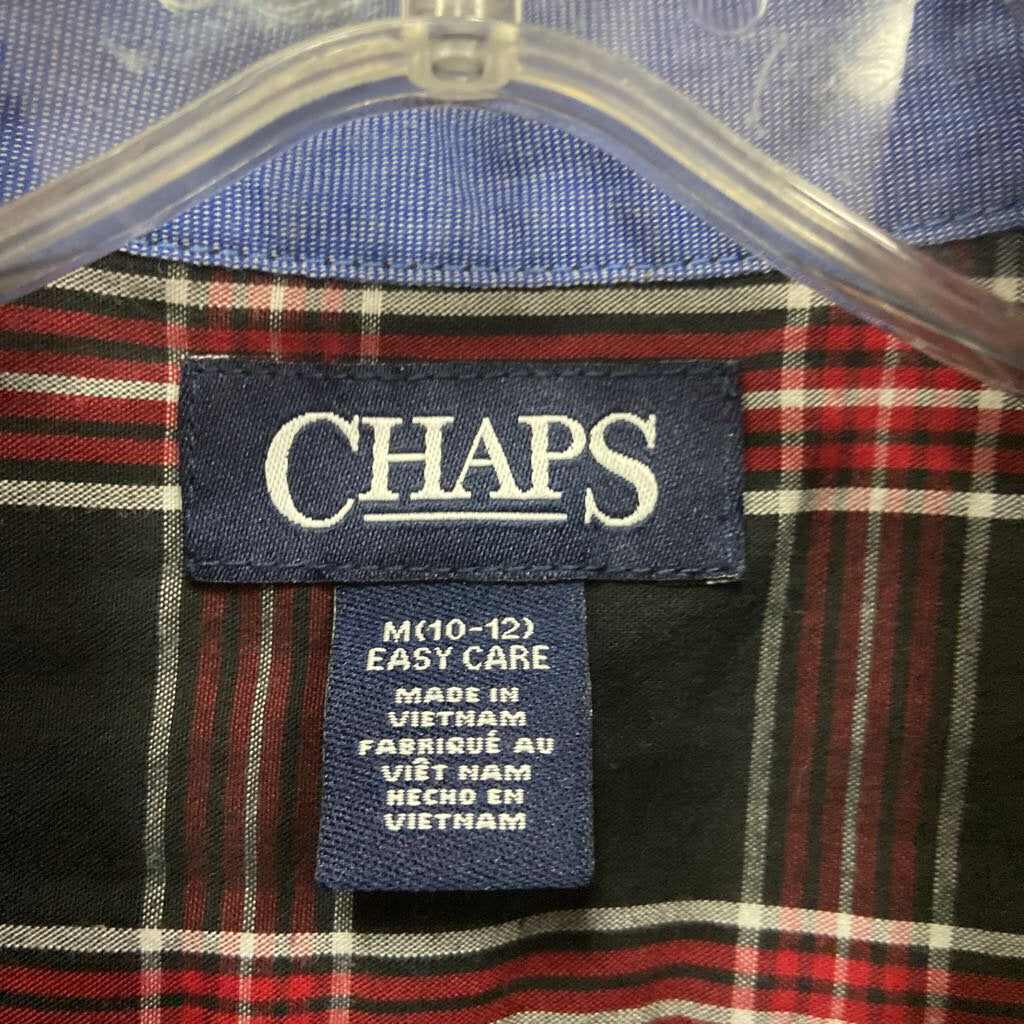 CHAPS
M(10-12)
EASY CARE
MADE IN
VIETNAM
FABRIQUÉ AU
VIÊT NAM
HECHO EN
VIETNAM